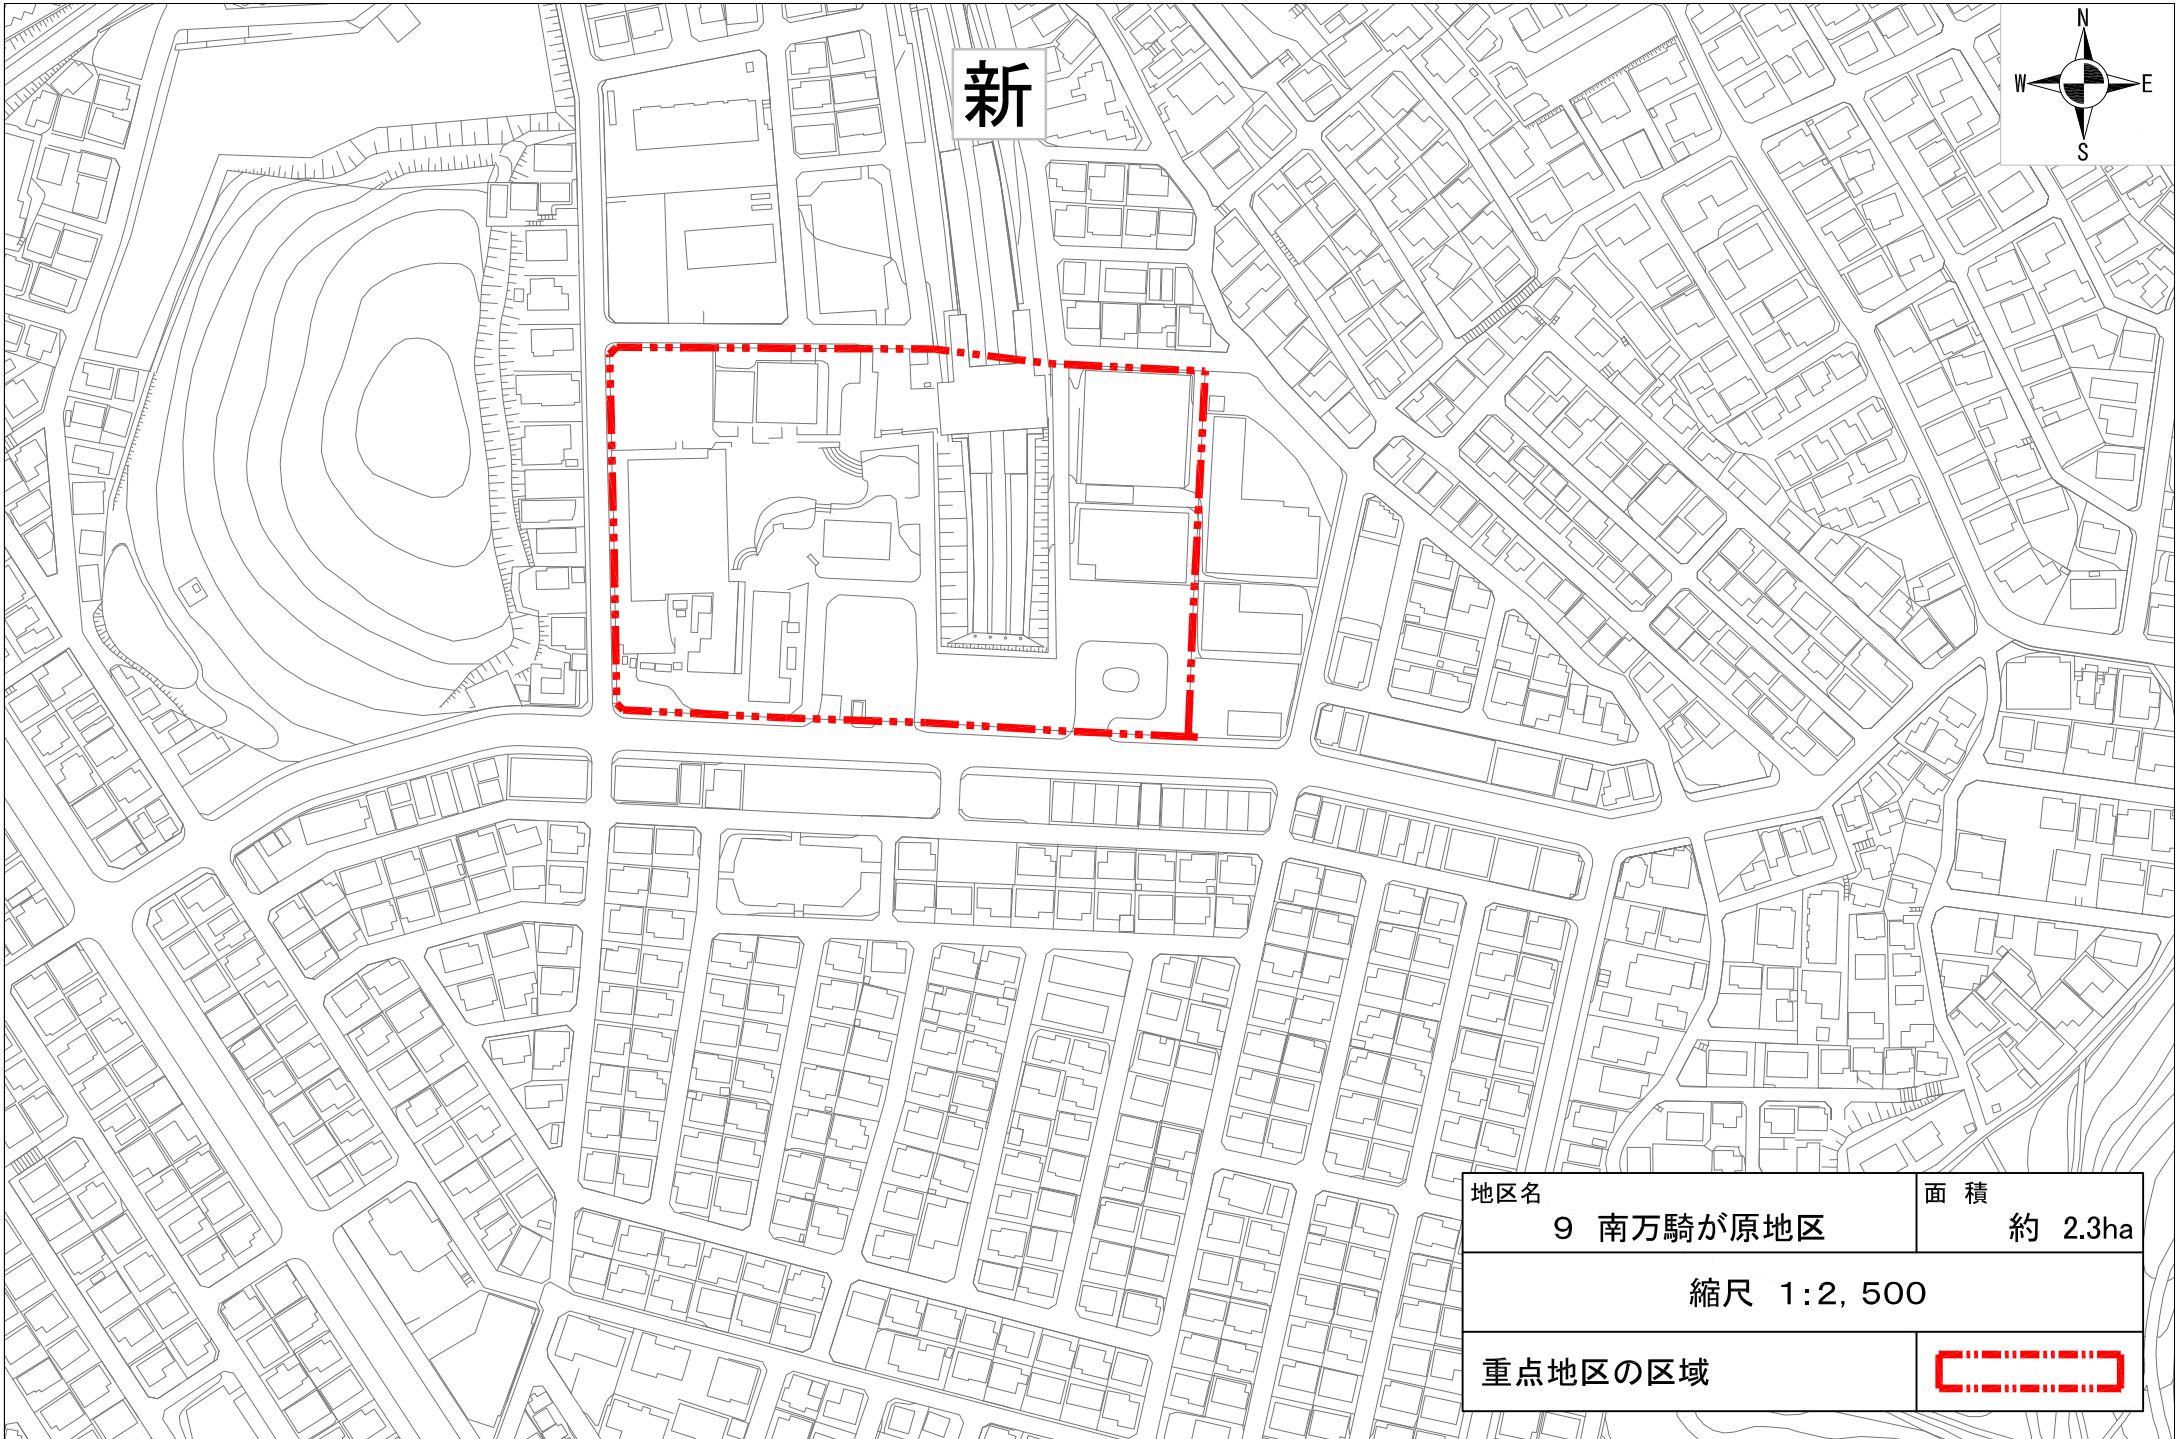 新
N
W E
S
地区名
9 南万騎が原地区
面 積
約 2.3ha
縮尺 1:2,500
重点地区の区域